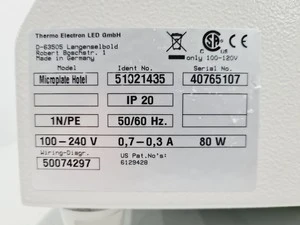 Thermo Electron LED GmbH
D-63505 Langenselbold
Robert Boschstr. 1
Made in Germany
CSA
C US
only 100-120V
Model Ident No. Serial No.
Microplate Hotel 51021435 40765107
IP 20
1N/PE 50/60 Hz.
100-240 V 0,7-0,3 A 80 W
Wiring-Diagr. US Pat.No's:
50074297 6129428